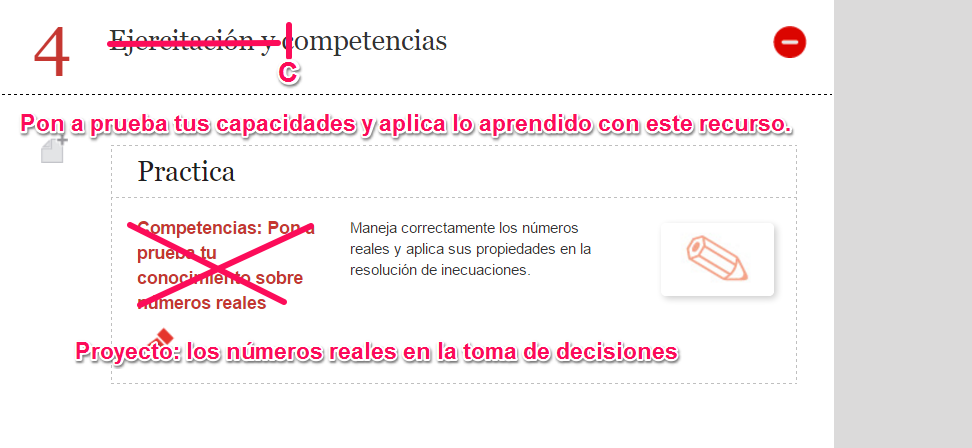 4
Ejercitación y competencias
C
Pon a prueba tus capacidades y aplica lo aprendido con este recurso.
Practica
Competencias: Pon a
prueba tu
conocimiento sobre
números reales
Maneja correctamente los números
reales y aplica sus propiedades en la
resolución de inecuaciones.
Proyecto: los números reales en la toma de decisiones